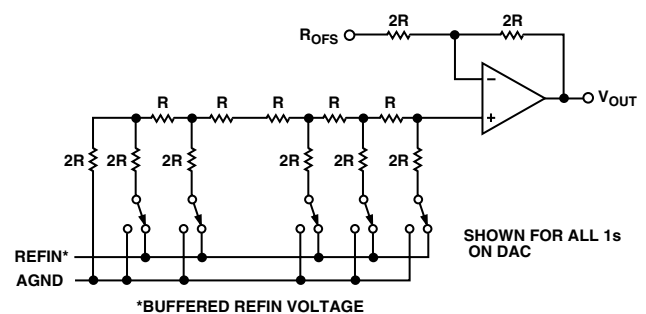 2R 2R
R_OFS
V_OUT
− +
R R R R R
2R 2R 2R 2R 2R 2R
REFIN*
AGND
SHOWN FOR ALL 1s
ON DAC
*BUFFERED REFIN VOLTAGE